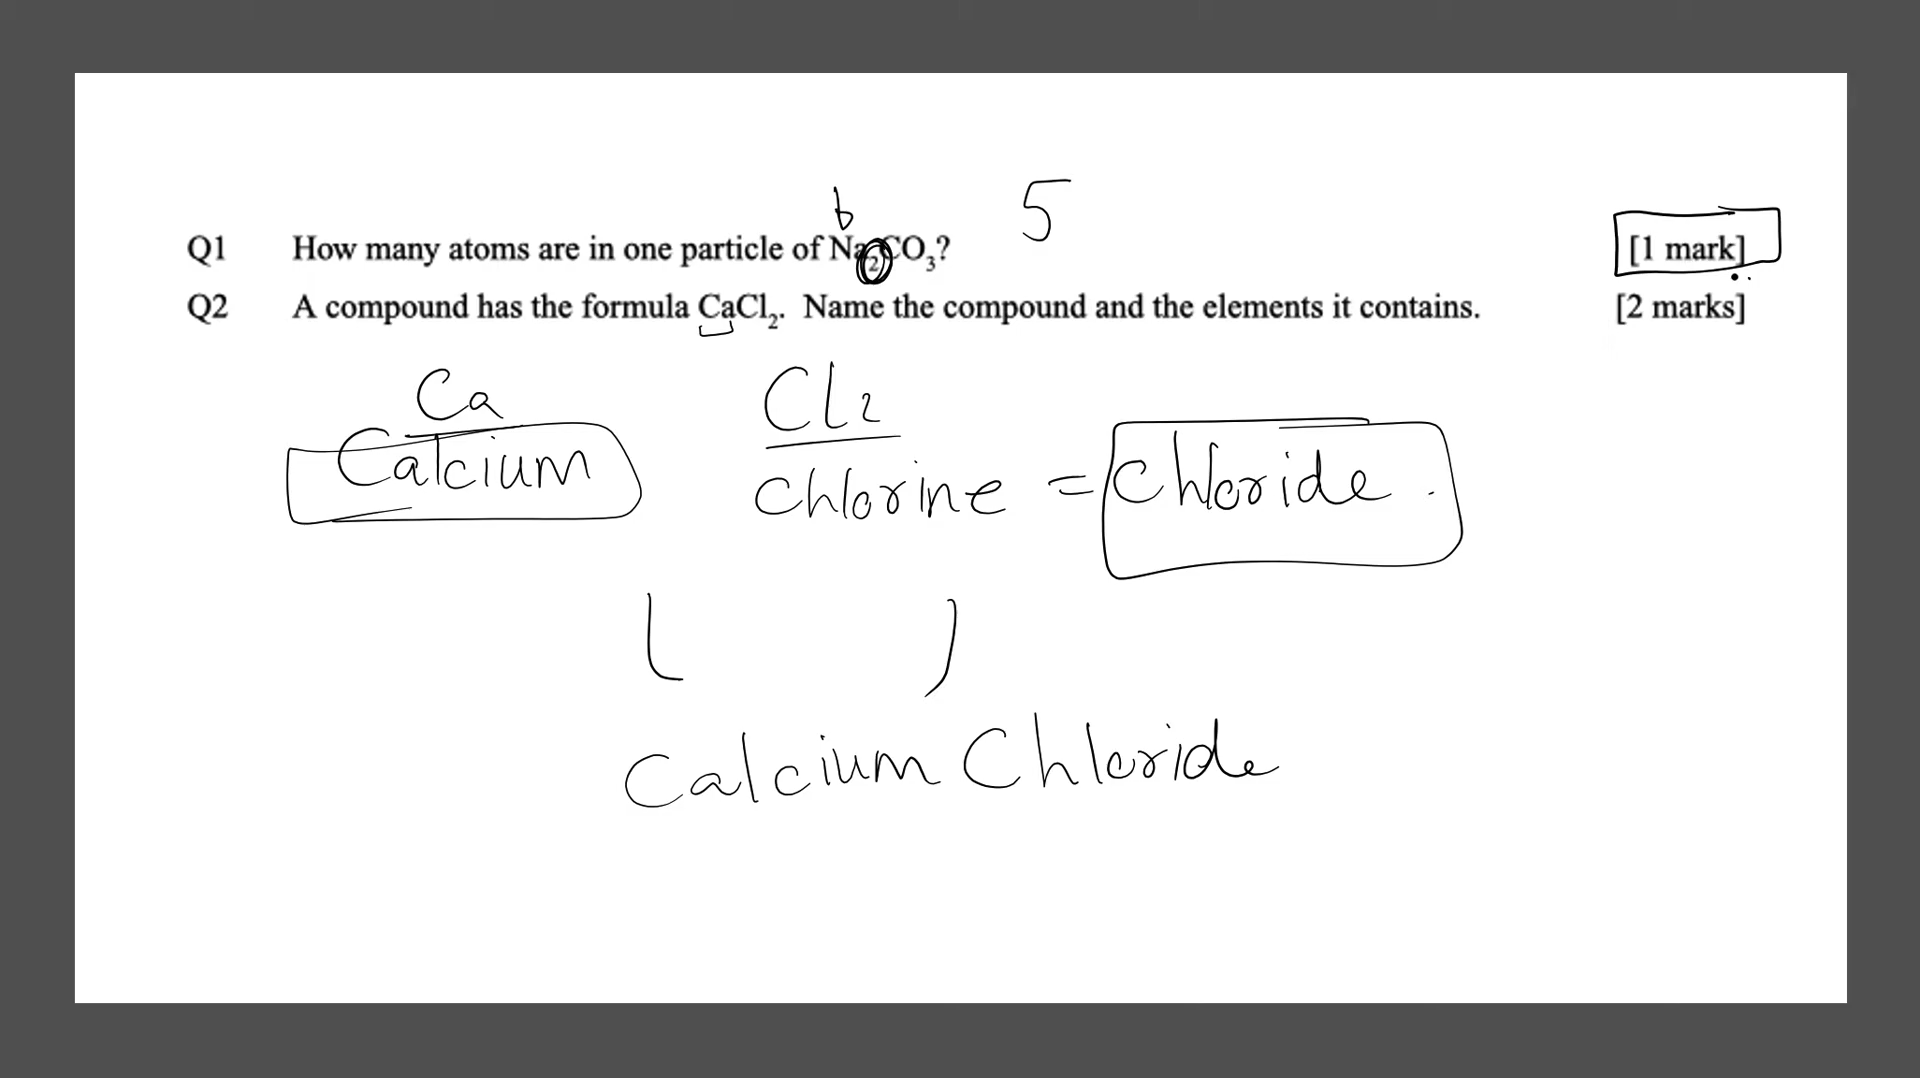 b 5
Q1 How many atoms are in one particle of Na₂CO₃? [1 mark]
Q2 A compound has the formula CaCl₂. Name the compound and the elements it contains. [2 marks]
Ca Cl2
Calcium chlorine = Chloride.
( )
Calcium Chloride